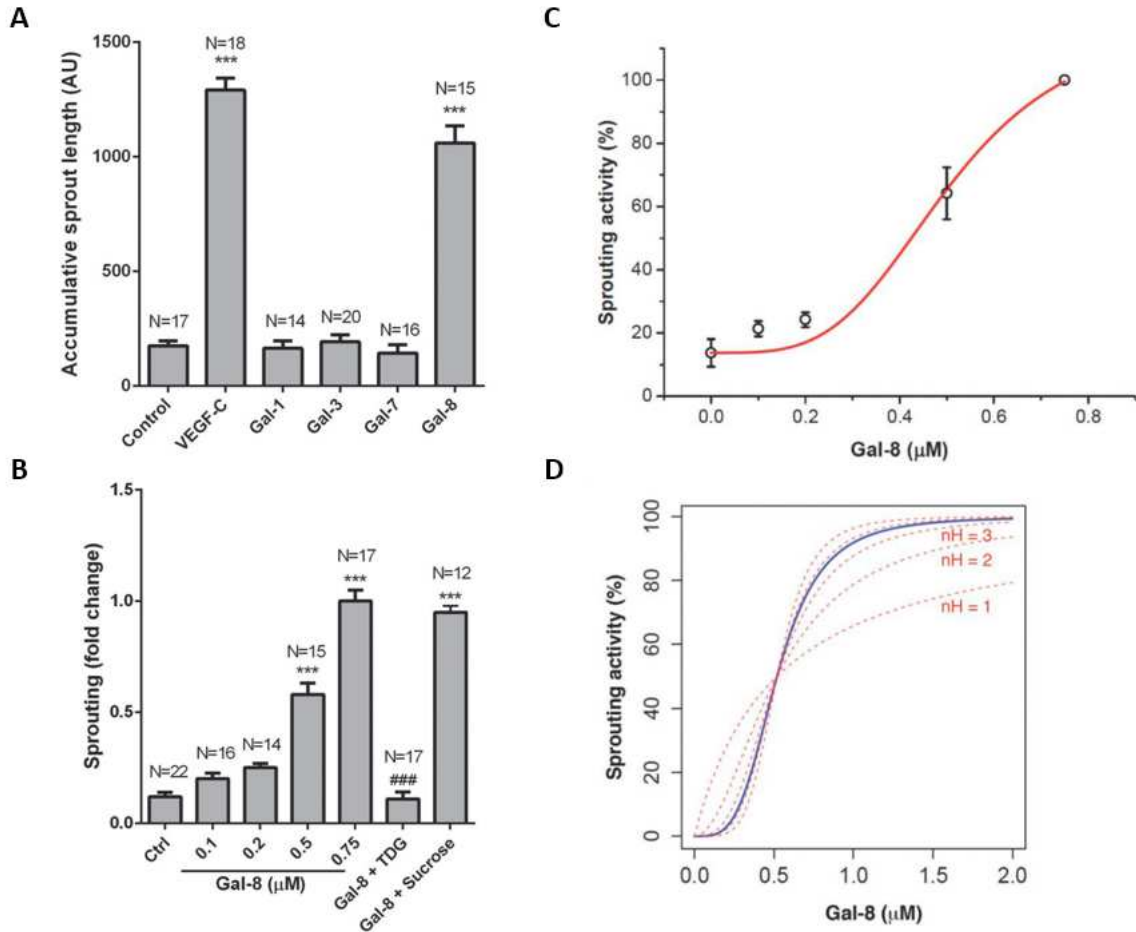 A
Accumulative sprout length (AU)
1500
1000
500
0
N=17
N=18
***
N=14
N=20
N=16
N=15
***
Control
VEGF-C
Gal-1
Gal-3
Gal-7
Gal-8
B
Sprouting (fold change)
1.5
1.0
0.5
0.0
N=22
N=16
N=14
N=15
***
N=17
***
N=17
###
N=12
***
Ctrl
0.1
0.2
0.5
0.75
Gal-8 + TDG
Gal-8 + Sucrose
Gal-8 (μM)
C
Sprouting activity (%)
100
80
60
40
20
0
0.0
0.2
0.4
0.6
0.8
Gal-8 (μM)
D
Sprouting activity (%)
100
80
60
40
20
0
nH = 3
nH = 2
nH = 1
0.0
0.5
1.0
1.5
2.0
Gal-8 (μM)